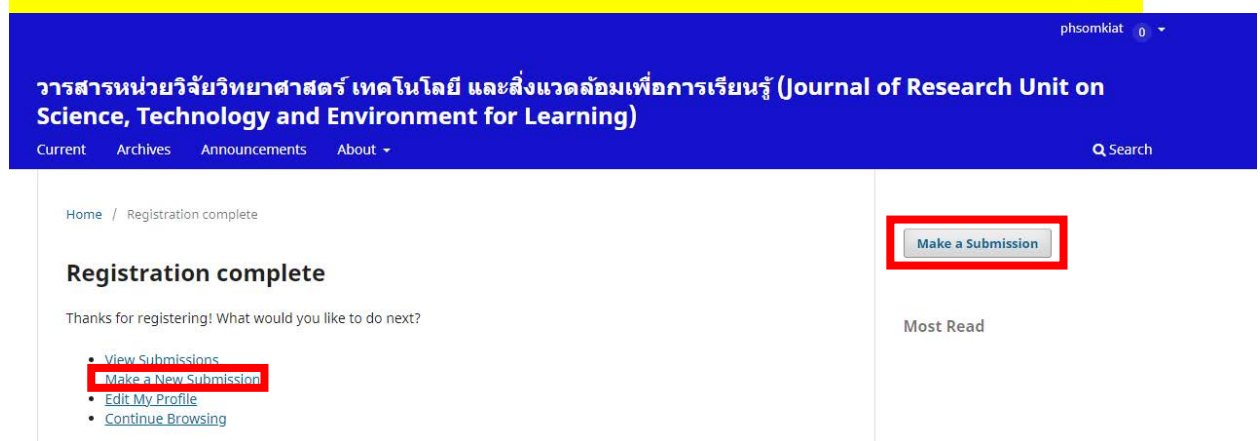 phsomkiat 0
วารสารหน่วยวิจัยวิทยาศาสตร์ เทคโนโลยี และสิ่งแวดล้อมเพื่อการเรียนรู้ (Journal of Research Unit on
Science, Technology and Environment for Learning)
Current Archives Announcements About Search
Home / Registration complete
Make a Submission
Registration complete
Thanks for registering! What would you like to do next?
Most Read
• View Submissions
Make a New Submission
• Edit My Profile
• Continue Browsing